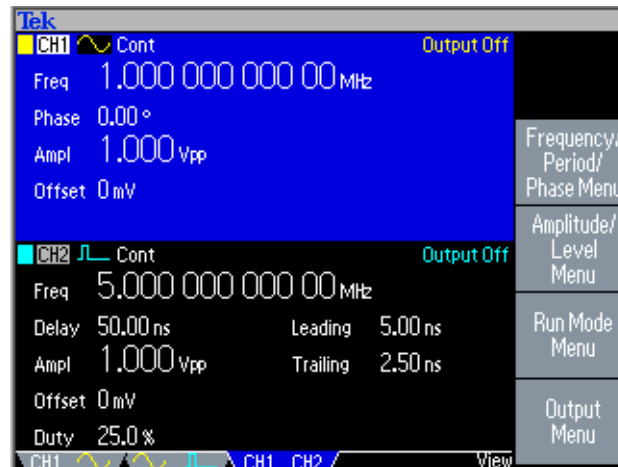 Tek
CH1 Cont Output Off
Freq 1.000 000 000 00 MHz
Phase 0.00 °
Ampl 1.000 Vpp
Offset 0 mV
CH2 Cont Output Off
Freq 5.000 000 000 00 MHz
Delay 50.00 ns Leading 5.00 ns
Ampl 1.000 Vpp Trailing 2.50 ns
Offset 0 mV
Duty 25.0 %
CH1 CH1 CH2 View
Frequency/
Period/
Phase Menu
Amplitude/
Level
Menu
Run Mode
Menu
Output
Menu